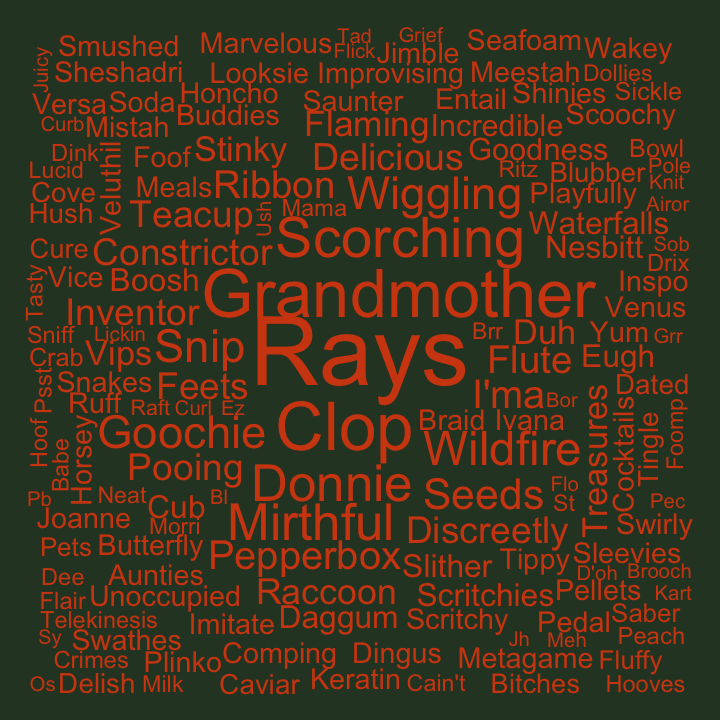 Tad Grief
Smushed Marvelous Flick Jimble Seafoam Wakey
Juicy Sheshadri Looksie Improvising Meestah Dollies
Versa Soda Honcho Saunter Entail Shinies Sickle
Curb Mistah Buddies Flaming Incredible Scoochy
Dink Veluthil Foof Stinky Delicious Goodness Bowl
Lucid Ritz Blubber Pole
Cove Meals Ribbon Wiggling Playfully Knit
Hush Teacup Ush Mama Waterfalls Airor
Cure Constrictor Scorching Nesbitt Sob
Drix
Tasty Vice Boosh Grandmother Inspo
Inventor Venus
Sniff Lickin Rays Brr Duh Yum Grr
Crab Vips Snip Flute Eugh
Psst Snakes Feets I'ma Dated
Ruff Raft Curl Ez Bor
Hoof Horsey Goochie Clop Braid Ivana Treasures Cocktails Tingle Foomp
Babe Pooing Wildfire
Pb Neat Cub Bl Donnie Seeds Flo St Pec
Joanne Morri Mirthful Discreetly Swirly
Pets Butterfly Pepperbox Slither Tippy Sleevies
Dee Aunties D'oh Brooch
Flair Unoccupied Raccoon Scritchies Pellets Kart
Telekinesis Imitate Daggum Scritchy Pedal Saber
Sy Swathes Jh Meh Peach
Crimes Plinko Comping Dingus Metagame Fluffy
Os Delish Milk Caviar Keratin Cain't Bitches Hooves